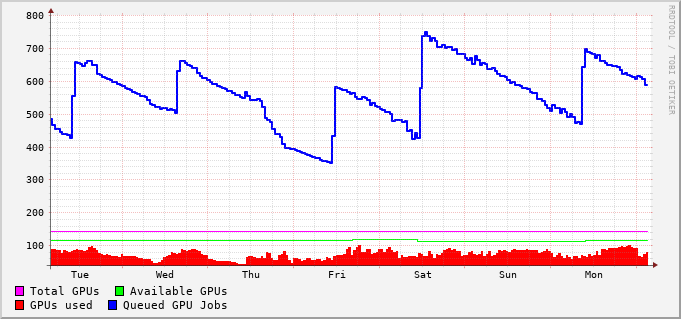 800
700
600
500
400
300
200
100
Tue Wed Thu Fri Sat Sun Mon
Total GPUs Available GPUs
GPUs used Queued GPU Jobs
RRDTOOL / TOBI OETIKER